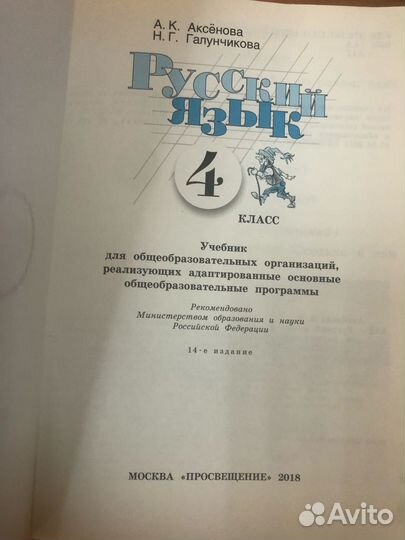 А. К. Аксёнова
Н. Г. Галунчикова
Русский
язык
4
КЛАСС
Учебник
для общеобразовательных организаций,
реализующих адаптированные основные
общеобразовательные программы
Рекомендовано
Министерством образования и науки
Российской Федерации
14-е издание
МОСКВА «ПРОСВЕЩЕНИЕ» 2018
Avito